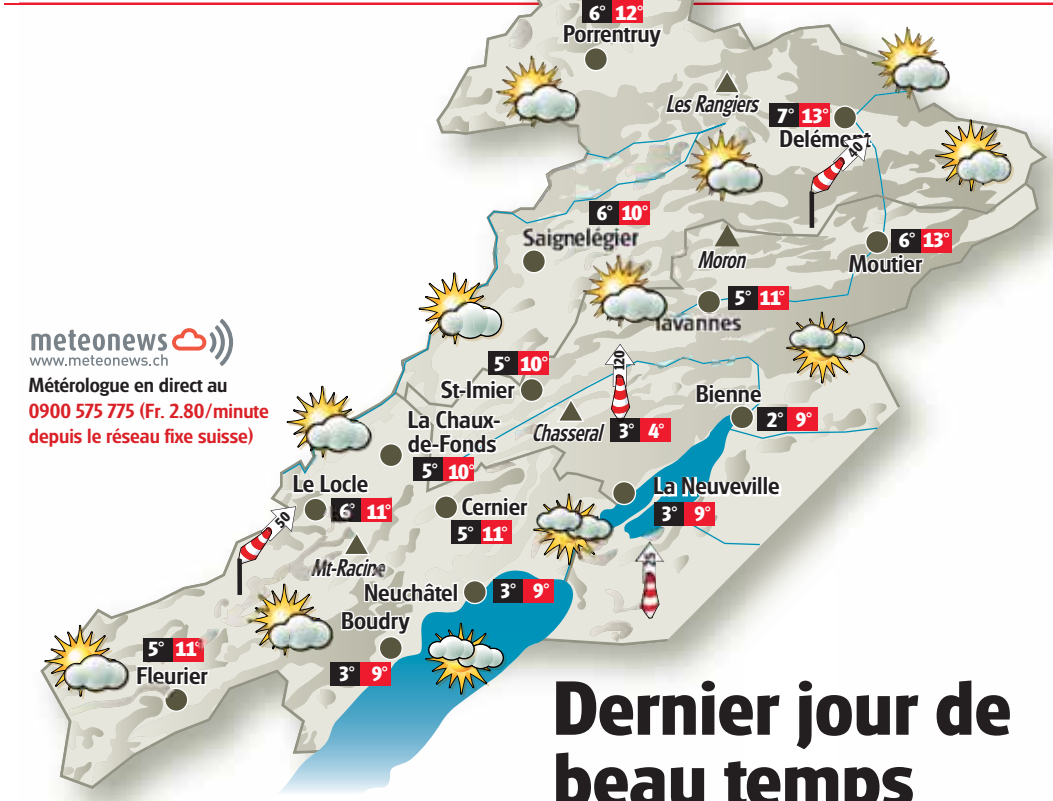 6° 12°
Porrentruy
Les Rangiers
7° 13°
Delémont
40
6° 10°
Saignelégier
Moron
6° 13°
Moutier
5° 11°
Tavannes
meteonews
www.meteonews.ch
Métérologue en direct au
0900 575 775 (Fr. 2.80/minute
depuis le réseau fixe suisse)
5° 10°
St-Imier
120
Bienne
2° 9°
La Chaux-
de-Fonds
5° 10°
Chasseral 3° 4°
Le Locle
6° 11°
Cernier
5° 11°
La Neuveville
3° 9°
50
Mt-Racine
25
Neuchâtel 3° 9°
Boudry
3° 9°
5° 11°
Fleurier
Dernier jour de
beau temps